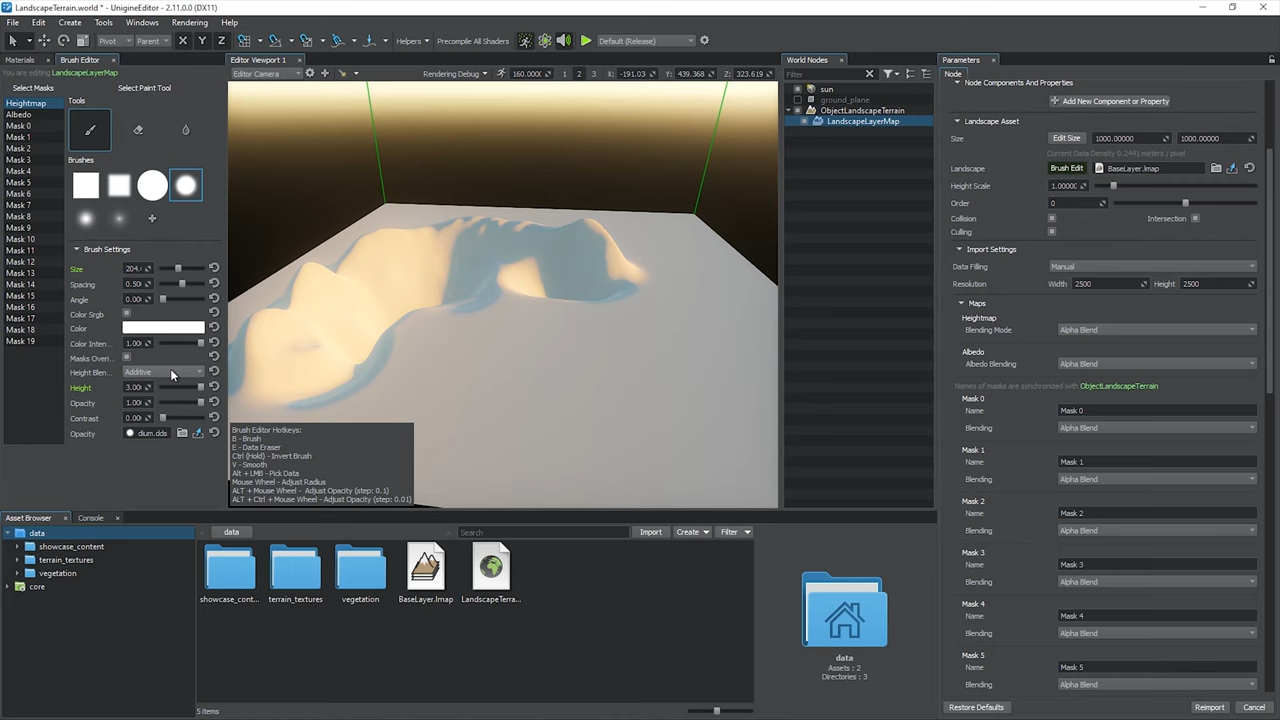 LandscapeTerrain.world * - UnigineEditor - 2.11.0.0 (DX11)
File Edit Create Tools Windows Rendering Help
Pivot Parent X Y Z Helpers Precompile All Shaders Default (Release)
Materials Brush Editor Editor Viewport 1 World Nodes Parameters
You are editing LandscapeLayerMap
Editor Camera Rendering Debug 160.0000 1 2 3 X: -191.03 Y: 439.368 Z: 323.619
Filter
Node
Select Masks Select Paint Tool
Heightmap
Albedo
Mask 0
Mask 1
Mask 2
Mask 3
Mask 4
Mask 5
Mask 6
Mask 7
Mask 8
Mask 9
Mask 10
Mask 11
Mask 12
Mask 13
Mask 14
Mask 15
Mask 16
Mask 17
Mask 18
Mask 19
Tools
Brushes
Brush Settings
Size 204.
Spacing 0.50
Angle 0.00
Color Srgb
Color
Color Inten... 1.00
Masks Overi...
Height Blen... Additive
Height 3.00
Opacity 1.00
Contrast 0.00
Opacity dium.dds
Brush Editor Hotkeys:
B - Brush
E - Data Eraser
Ctrl (Hold) - Invert Brush
V - Smooth
Alt + LMB - Pick Data
Mouse Wheel - Adjust Radius
ALT + Mouse Wheel - Adjust Opacity (step: 0.1)
ALT + Ctrl + Mouse Wheel - Adjust Opacity (step: 0.01)
sun
ground_plane
ObjectLandscapeTerrain
LandscapeLayerMap
Node Components And Properties
Add New Component or Property
Landscape Asset
Size Edit Size 1000.00000 1000.00000
Current Data Density 0.2441 meters / pixel
Landscape Brush Edit BaseLayer.lmap
Height Scale 1.0000
Order 0
Collision Intersection
Culling
Import Settings
Data Filling Manual
Resolution Width 2500 Height 2500
Maps
Heightmap
Blending Mode Alpha Blend
Albedo
Albedo Blending Alpha Blend
Names of masks are synchronized with ObjectLandscapeTerrain
Mask 0
Name Mask 0
Blending Alpha Blend
Mask 1
Name Mask 1
Blending Alpha Blend
Mask 2
Name Mask 2
Blending Alpha Blend
Mask 3
Name Mask 3
Blending Alpha Blend
Mask 4
Name Mask 4
Blending Alpha Blend
Mask 5
Name Mask 5
Blending Alpha Blend
Restore Defaults Reimport Cancel
Asset Browser Console
data
showcase_content
terrain_textures
vegetation
core
data Search Import Create Filter
showcase_cont...
terrain_textures
vegetation
BaseLayer.lmap
LandscapeTerra...
data
Assets : 2
Directories : 3
5 items